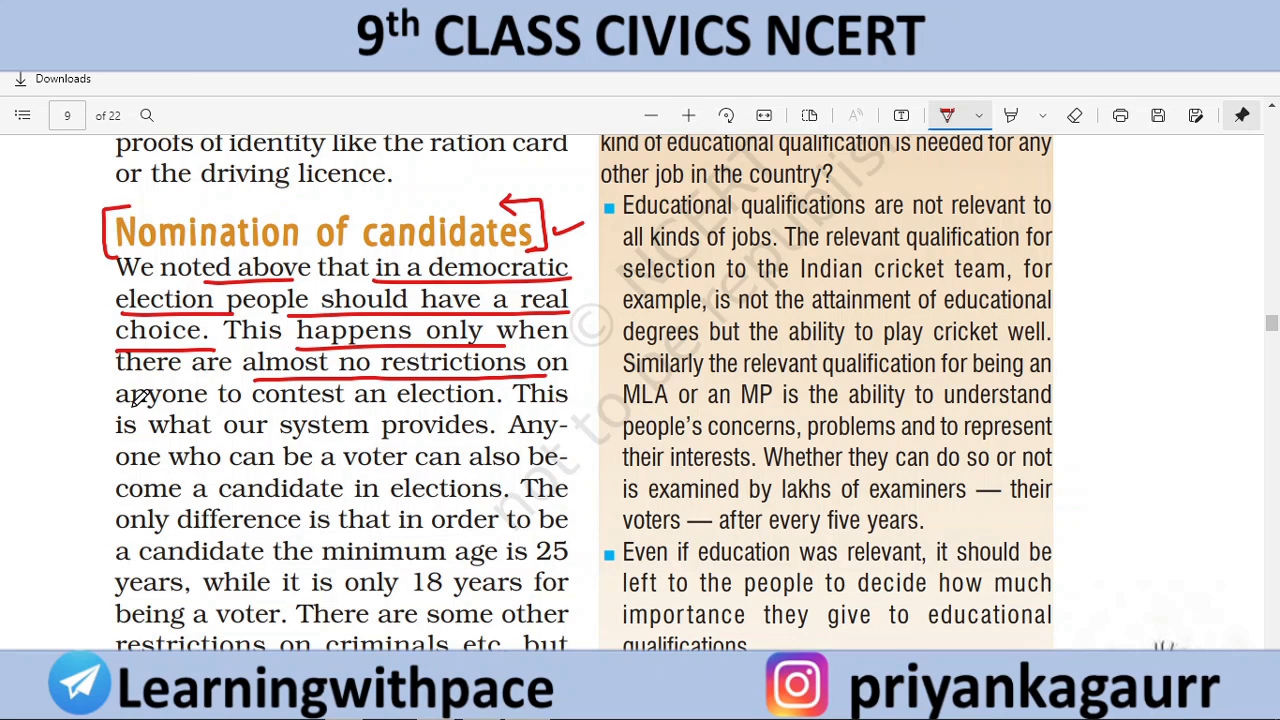 9th CLASS CIVICS NCERT
Downloads
9 of 22
proofs of identity like the ration card
or the driving licence.
Nomination of candidates
We noted above that in a democratic
election people should have a real
choice. This happens only when
there are almost no restrictions on
anyone to contest an election. This
is what our system provides. Any-
one who can be a voter can also be-
come a candidate in elections. The
only difference is that in order to be
a candidate the minimum age is 25
years, while it is only 18 years for
being a voter. There are some other
restrictions on criminals etc. but
kind of educational qualification is needed for any
other job in the country?
Educational qualifications are not relevant to
all kinds of jobs. The relevant qualification for
selection to the Indian cricket team, for
example, is not the attainment of educational
degrees but the ability to play cricket well.
Similarly the relevant qualification for being an
MLA or an MP is the ability to understand
people's concerns, problems and to represent
their interests. Whether they can do so or not
is examined by lakhs of examiners — their
voters — after every five years.
Even if education was relevant, it should be
left to the people to decide how much
importance they give to educational
qualifications.
© NCERT
not to be republis
Learningwithpace
priyankagaurr